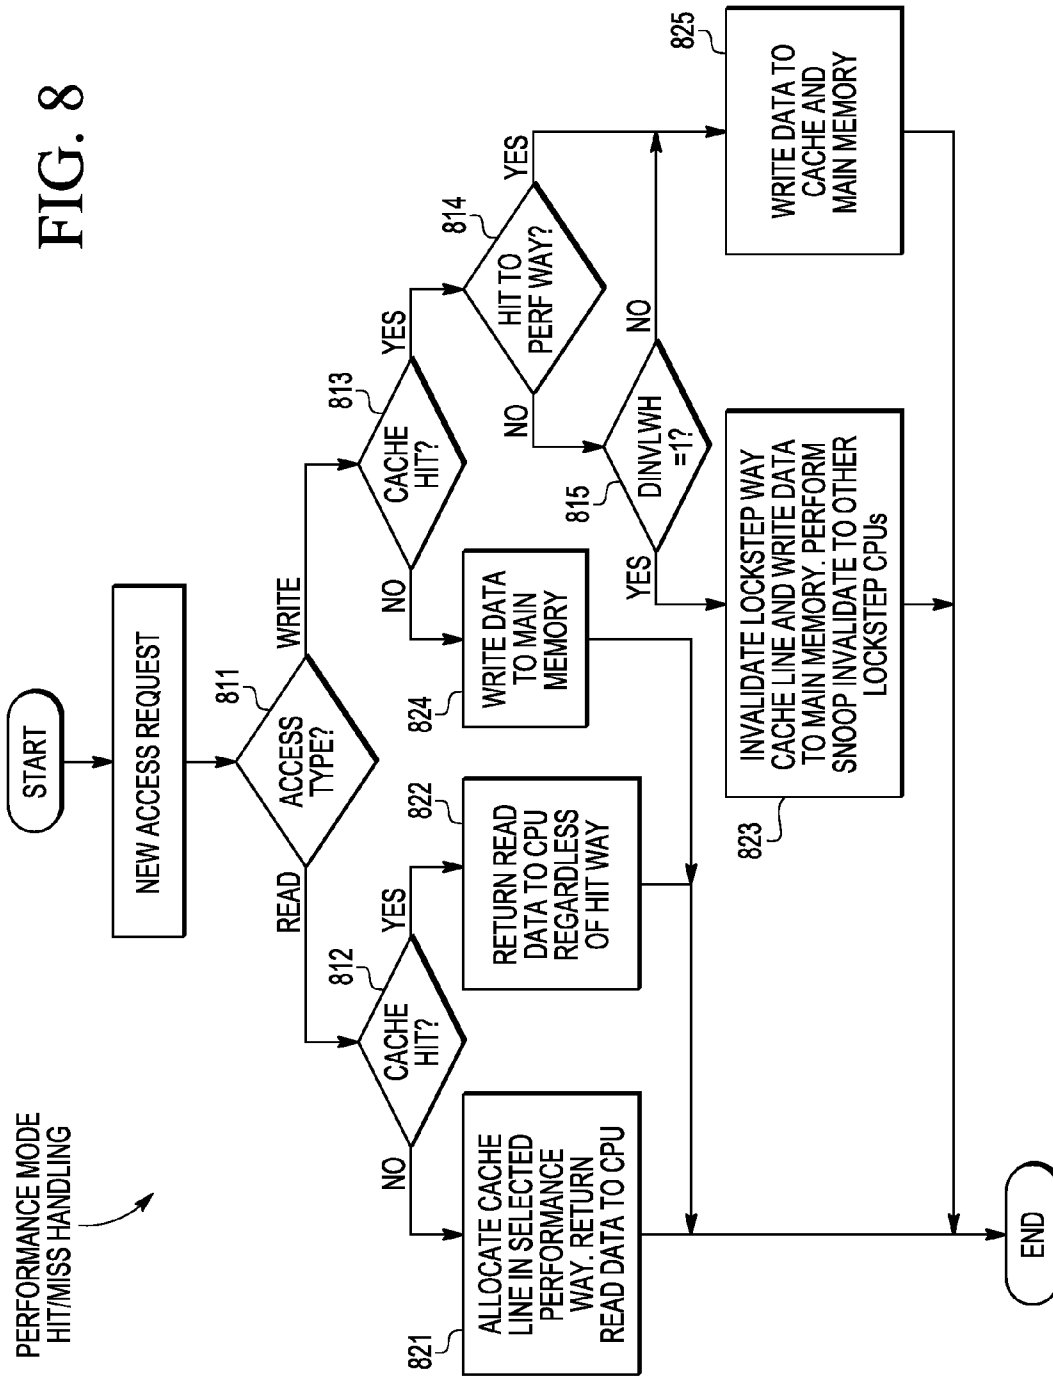 FIG. 8
PERFORMANCE MODE
HIT/MISS HANDLING
START
NEW ACCESS REQUEST
811
ACCESS
TYPE?
READ
WRITE
812
CACHE
HIT?
NO
YES
813
CACHE
HIT?
NO
YES
821
ALLOCATE CACHE
LINE IN SELECTED
PERFORMANCE
WAY. RETURN
READ DATA TO CPU
822
RETURN READ
DATA TO CPU
REGARDLESS
OF HIT WAY
824
WRITE DATA
TO MAIN
MEMORY
814
HIT TO
PERF WAY?
NO
YES
815
DINVLWH
=1?
YES
NO
823
INVALIDATE LOCKSTEP WAY
CACHE LINE AND WRITE DATA
TO MAIN MEMORY. PERFORM
SNOOP INVALIDATE TO OTHER
LOCKSTEP CPUs
825
WRITE DATA TO
CACHE AND
MAIN MEMORY
END